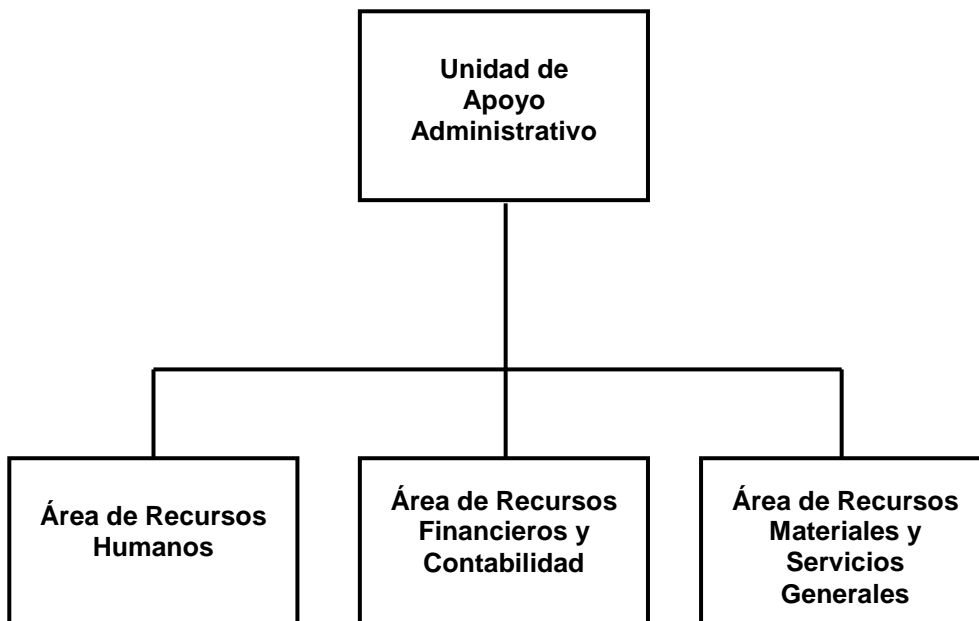 Unidad de
Apoyo
Administrativo
Área de Recursos
Humanos
Área de Recursos
Financieros y
Contabilidad
Área de Recursos
Materiales y
Servicios
Generales